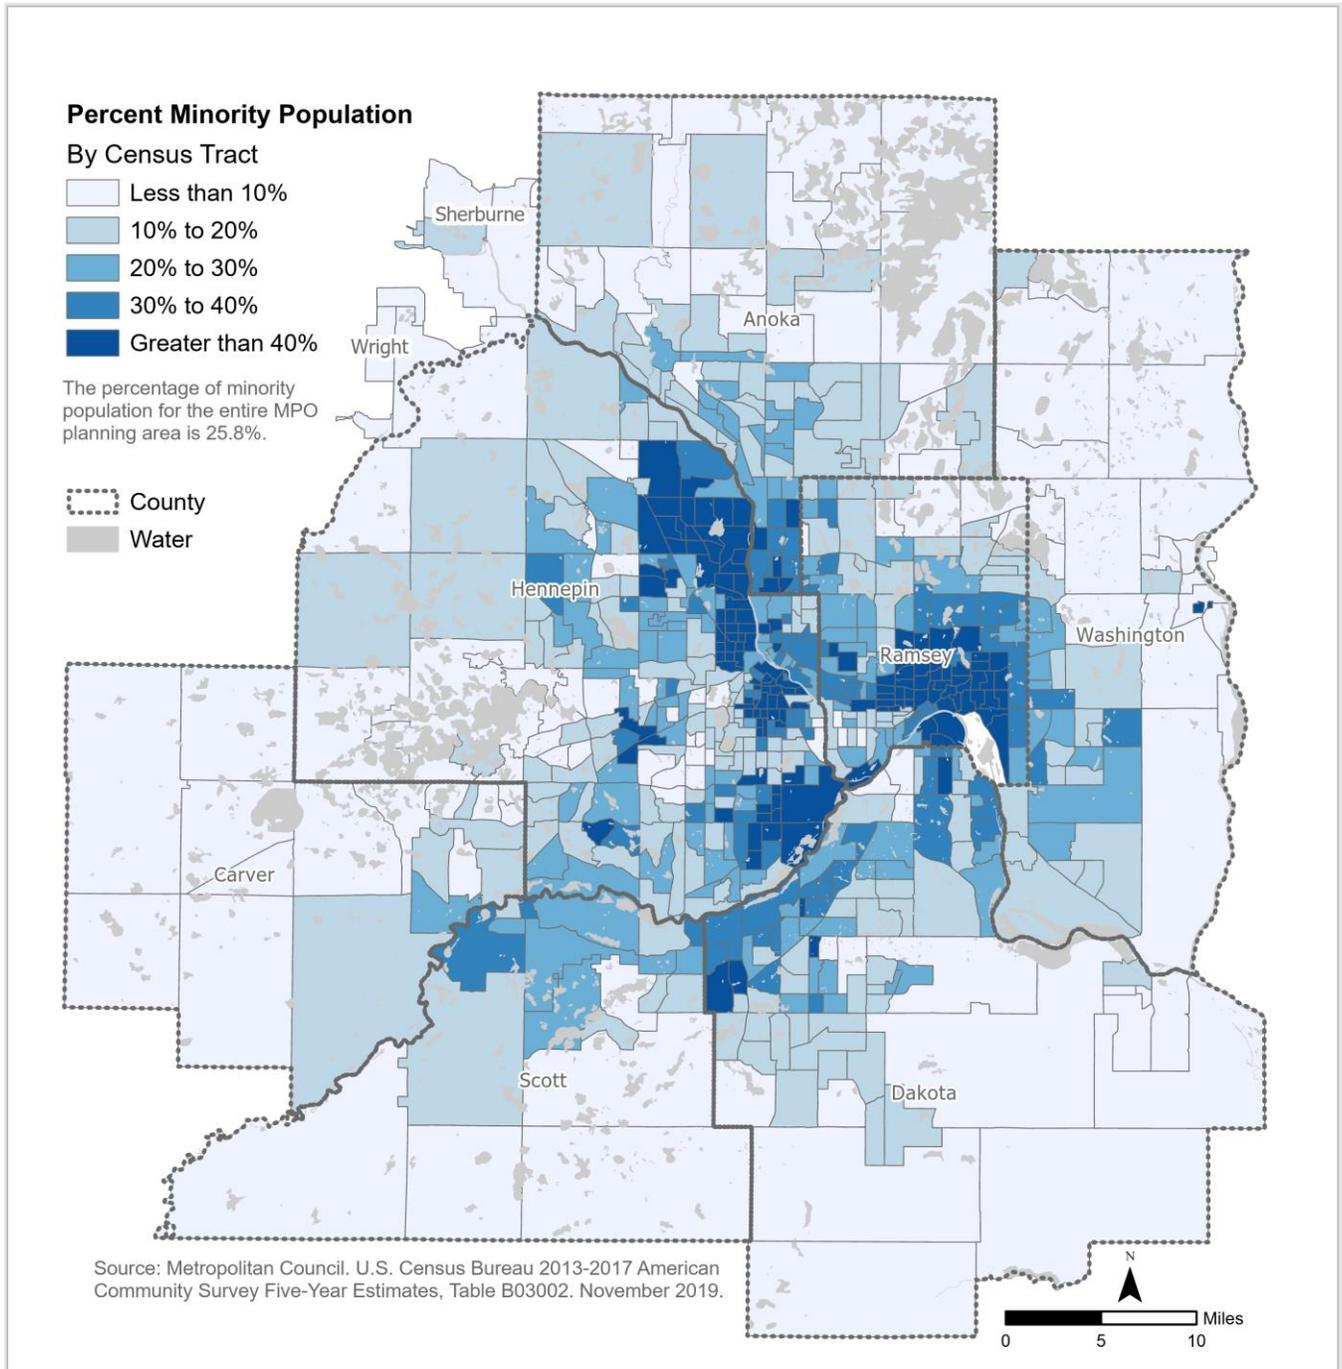 Percent Minority Population
By Census Tract
Less than 10%
10% to 20%
20% to 30%
30% to 40%
Greater than 40%
The percentage of minority
population for the entire MPO
planning area is 25.8%.
County
Water
Sherburne
Anoka
Wright
Hennepin
Washington
Ramsey
Carver
Scott
Dakota
Source: Metropolitan Council. U.S. Census Bureau 2013-2017 American
Community Survey Five-Year Estimates, Table B03002. November 2019.
N
Miles
0 5 10